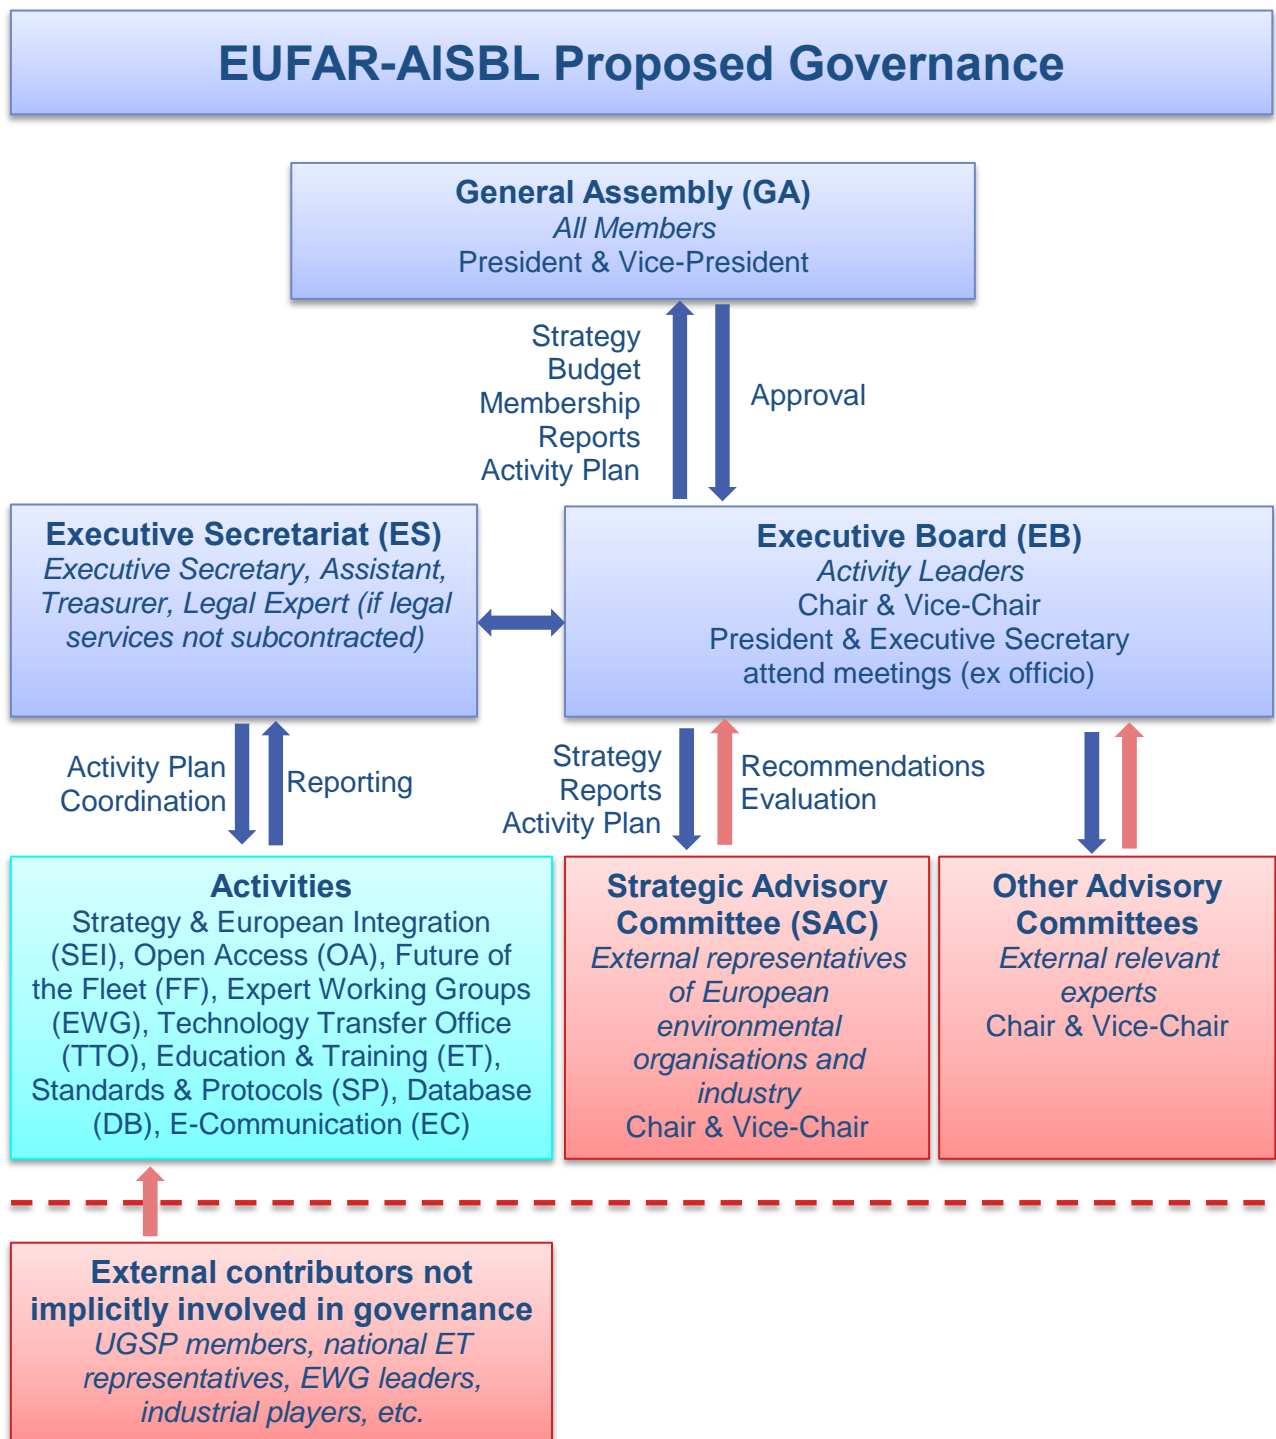 EUFAR-AISBL Proposed Governance
General Assembly (GA)
All Members
President & Vice-President
Strategy
Budget
Membership
Reports
Activity Plan
Approval
Executive Secretariat (ES)
Executive Secretary, Assistant,
Treasurer, Legal Expert (if legal
services not subcontracted)
Executive Board (EB)
Activity Leaders
Chair & Vice-Chair
President & Executive Secretary
attend meetings (ex officio)
Activity Plan
Coordination
Reporting
Strategy
Reports
Activity Plan
Recommendations
Evaluation
Activities
Strategy & European Integration
(SEI), Open Access (OA), Future of
the Fleet (FF), Expert Working Groups
(EWG), Technology Transfer Office
(TTO), Education & Training (ET),
Standards & Protocols (SP), Database
(DB), E-Communication (EC)
Strategic Advisory
Committee (SAC)
External representatives
of European
environmental
organisations and
industry
Chair & Vice-Chair
Other Advisory
Committees
External relevant
experts
Chair & Vice-Chair
External contributors not
implicitly involved in governance
UGSP members, national ET
representatives, EWG leaders,
industrial players, etc.